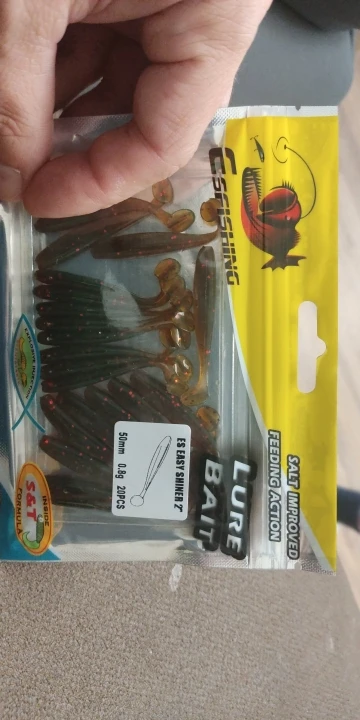 ESFISHING
SALT IMPROVED
FEEDING ACTION
LURE
BAIT
ES EASY SHINER 2"
50mm 0.8g 20PCS
INSIDE
S&T
FORMULA